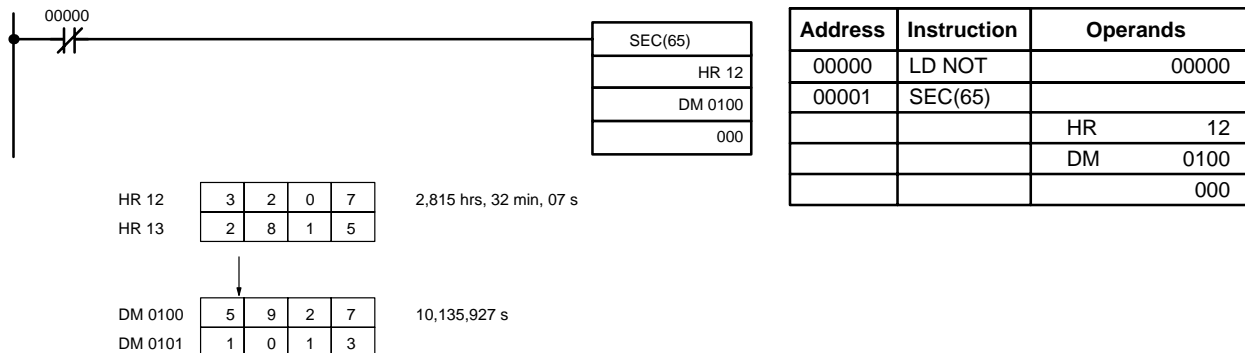 00000
SEC(65)
HR 12
DM 0100
000
Address Instruction Operands
00000 LD NOT 00000
00001 SEC(65)
HR 12
DM 0100
000
HR 12 3 2 0 7 2,815 hrs, 32 min, 07 s
HR 13 2 8 1 5
DM 0100 5 9 2 7 10,135,927 s
DM 0101 1 0 1 3